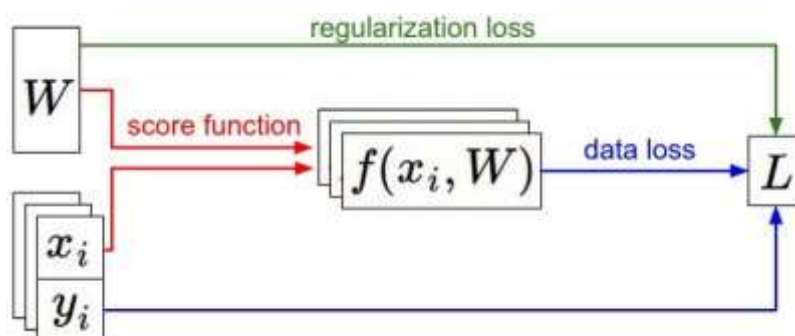 regularization loss
W
score function
f(x_i, W)
data loss
L
x_i
y_i